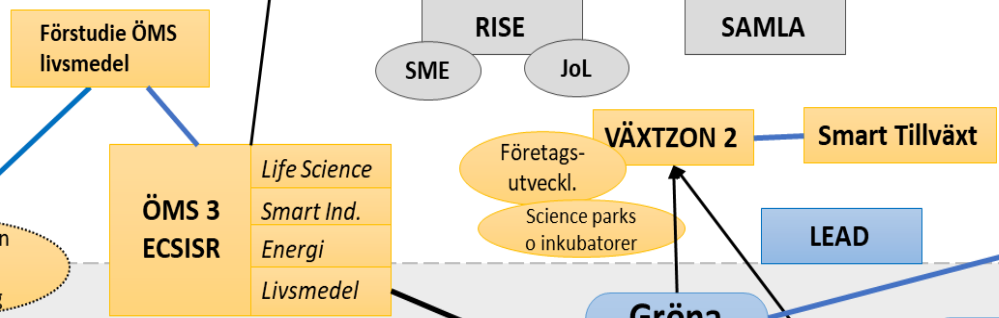 Förstudie ÖMS
livsmedel
RISE
SME
JoL
SAMLA
VÄXTZON 2
Smart Tillväxt
Företags-
utveckl.
Science parks
o inkubatorer
ÖMS 3
ECSISR
Life Science
Smart Ind.
Energi
Livsmedel
LEAD
Gröna